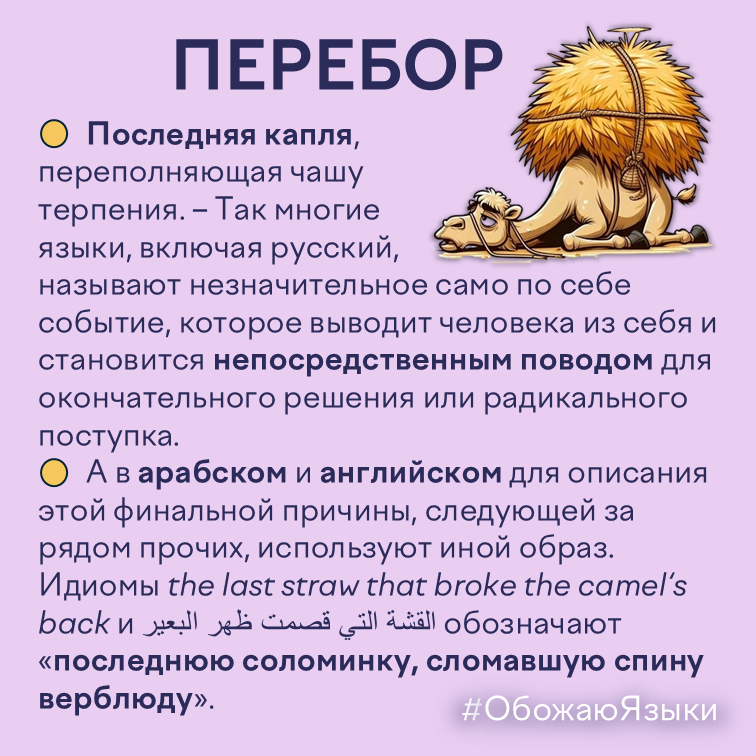 ПЕРЕБОР
Последняя капля,
переполняющая чашу
терпения. – Так многие
языки, включая русский,
называют незначительное само по себе
событие, которое выводит человека из себя и
становится непосредственным поводом для
окончательного решения или радикального
поступка.
А в арабском и английском для описания
этой финальной причины, следующей за
рядом прочих, используют иной образ.
Идиомы the last straw that broke the camel‘s
back и القشة التي قصمت ظهر البعير обозначают
«последнюю соломинку, сломавшую спину
верблюду».
#ОбожаюЯзыки